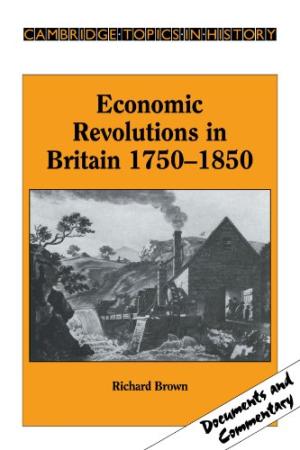 CAMBRIDGE·TOPICS·IN·HISTORY
Economic
Revolutions in
Britain 1750–1850
Richard Brown
Documents and
Commentary